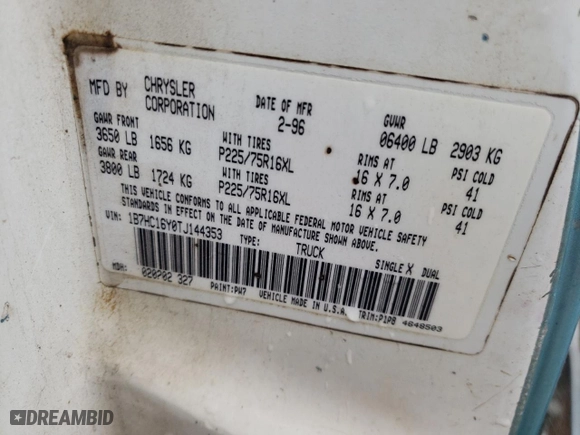 MFD BY CHRYSLER CORPORATION DATE OF MFR 2-96 GVWR 06400 LB 2903 KG
GAWR FRONT WITH TIRES RIMS AT PSI COLD
3650 LB 1656 KG P225/75R16XL 16 X 7.0 41
GAWR REAR WITH TIRES RIMS AT PSI COLD
3800 LB 1724 KG P225/75R16XL 16 X 7.0 41
THIS VEHICLE CONFORMS TO ALL APPLICABLE FEDERAL MOTOR VEHICLE SAFETY
STANDARDS IN EFFECT ON THE DATE OF MANUFACTURE SHOWN ABOVE.
1B7HC16Y0TJ144353 TYPE: TRUCK SINGLE X DUAL
MDH: 020702 327 PAINT:PW7 VEHICLE MADE IN U.S.A. TRIM:P1P8 4648503
DREAMBID